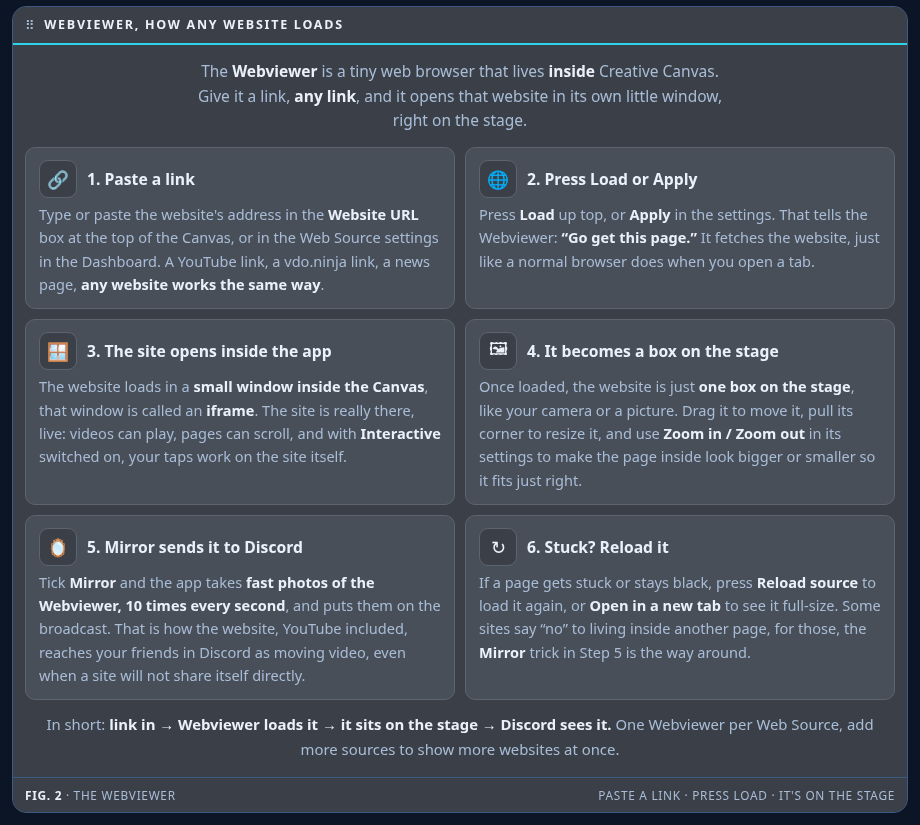 WEBVIEWER, HOW ANY WEBSITE LOADS
The Webviewer is a tiny web browser that lives inside Creative Canvas.
Give it a link, any link, and it opens that website in its own little window,
right on the stage.
1. Paste a link
Type or paste the website's address in the Website URL
box at the top of the Canvas, or in the Web Source settings
in the Dashboard. A YouTube link, a vdo.ninja link, a news
page, any website works the same way.
2. Press Load or Apply
Press Load up top, or Apply in the settings. That tells the
Webviewer: “Go get this page.” It fetches the website, just
like a normal browser does when you open a tab.
3. The site opens inside the app
The website loads in a small window inside the Canvas,
that window is called an iframe. The site is really there,
live: videos can play, pages can scroll, and with Interactive
switched on, your taps work on the site itself.
4. It becomes a box on the stage
Once loaded, the website is just one box on the stage,
like your camera or a picture. Drag it to move it, pull its
corner to resize it, and use Zoom in / Zoom out in its
settings to make the page inside look bigger or smaller so
it fits just right.
5. Mirror sends it to Discord
Tick Mirror and the app takes fast photos of the
Webviewer, 10 times every second, and puts them on the
broadcast. That is how the website, YouTube included,
reaches your friends in Discord as moving video, even
when a site will not share itself directly.
6. Stuck? Reload it
If a page gets stuck or stays black, press Reload source to
load it again, or Open in a new tab to see it full-size. Some
sites say “no” to living inside another page, for those, the
Mirror trick in Step 5 is the way around.
In short: link in → Webviewer loads it → it sits on the stage → Discord sees it. One Webviewer per Web Source, add
more sources to show more websites at once.
FIG. 2 · THE WEBVIEWER
PASTE A LINK · PRESS LOAD · IT'S ON THE STAGE